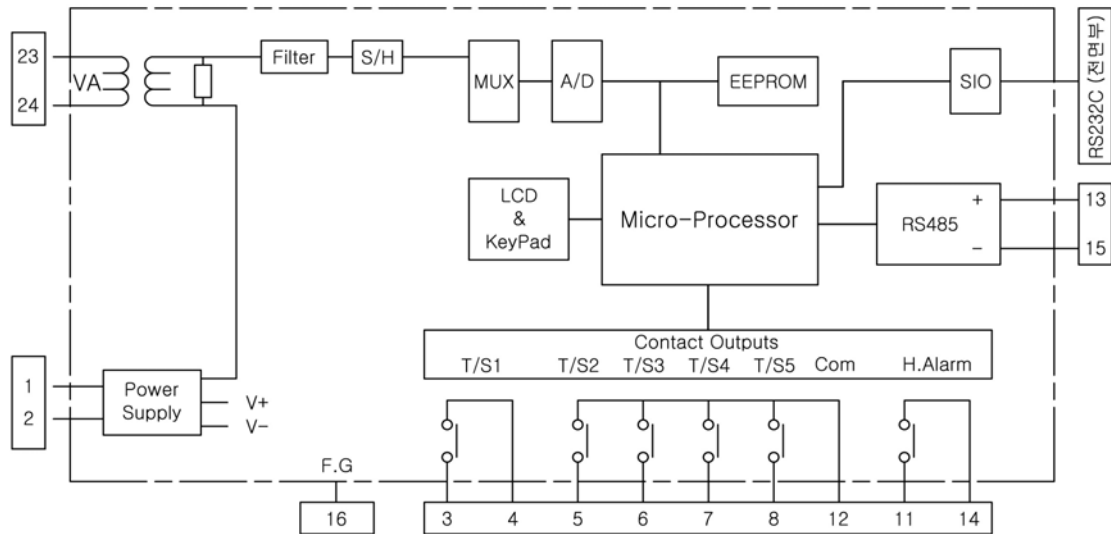 23
24
VA
Filter
S/H
MUX
A/D
EEPROM
SIO
RS232C (전면부)
LCD
&
KeyPad
Micro-Processor
RS485
+
-
13
15
Contact Outputs
T/S1 T/S2 T/S3 T/S4 T/S5 Com H.Alarm
1
2
Power
Supply
V+
V-
F.G
16
3 4 5 6 7 8 12 11 14